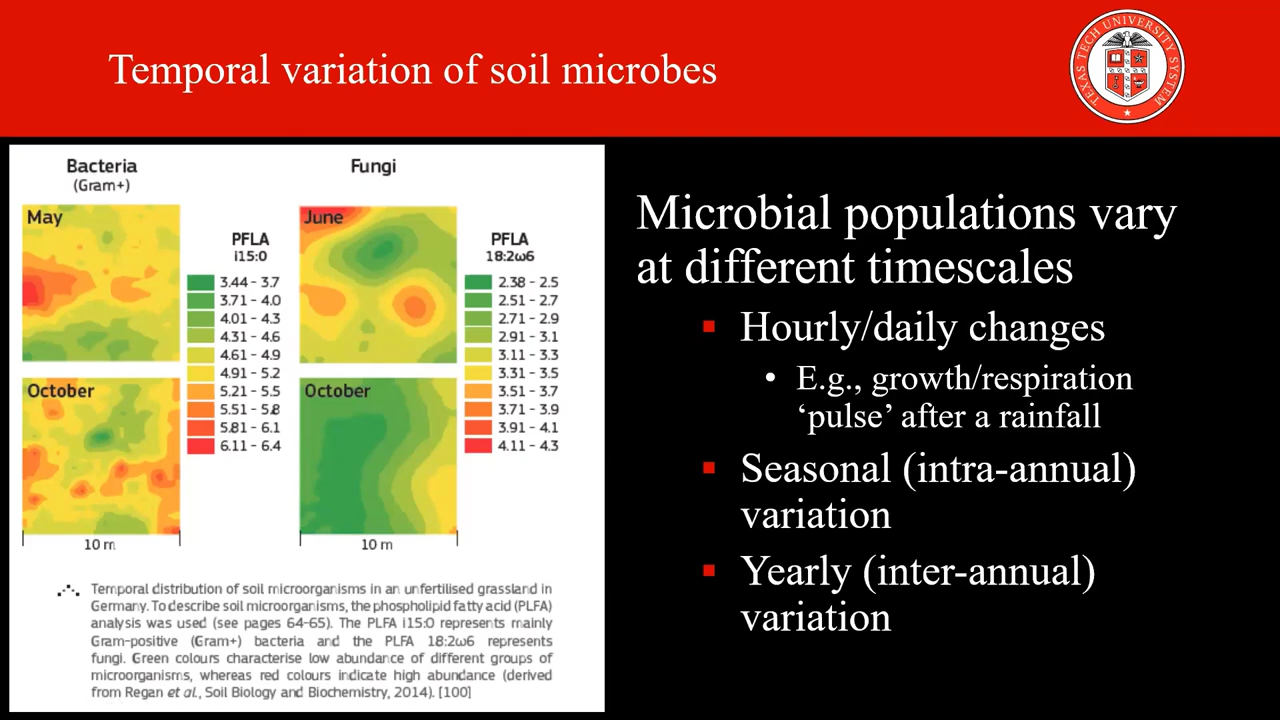 Temporal variation of soil microbes
TEXAS TECH UNIVERSITY SYSTEM
Bacteria
(Gram+)
May
October
10 m
PFLA
i15:0
3.44 - 3.7
3.71 - 4.0
4.01 - 4.3
4.31 - 4.6
4.61 - 4.9
4.91 - 5.2
5.21 - 5.5
5.51 - 5.8
5.81 - 6.1
6.11 - 6.4
Fungi
June
October
10 m
PFLA
18:2ω6
2.38 - 2.5
2.51 - 2.7
2.71 - 2.9
2.91 - 3.1
3.11 - 3.3
3.31 - 3.5
3.51 - 3.7
3.71 - 3.9
3.91 - 4.1
4.11 - 4.3
Temporal distribution of soil microorganisms in an unfertilised grassland in
Germany. To describe soil microorganisms, the phospholipid fatty acid (PLFA)
analysis was used (see pages 64-65). The PLFA i15:0 represents mainly
Gram-positive (Gram+) bacteria and the PLFA 18:2ω6 represents
fungi. Green colours characterise low abundance of different groups of
microorganisms, whereas red colours indicate high abundance (derived
from Regan et al., Soil Biology and Biochemistry, 2014). [100]
Microbial populations vary
at different timescales
▪ Hourly/daily changes
• E.g., growth/respiration
‘pulse’ after a rainfall
▪ Seasonal (intra-annual)
variation
▪ Yearly (inter-annual)
variation